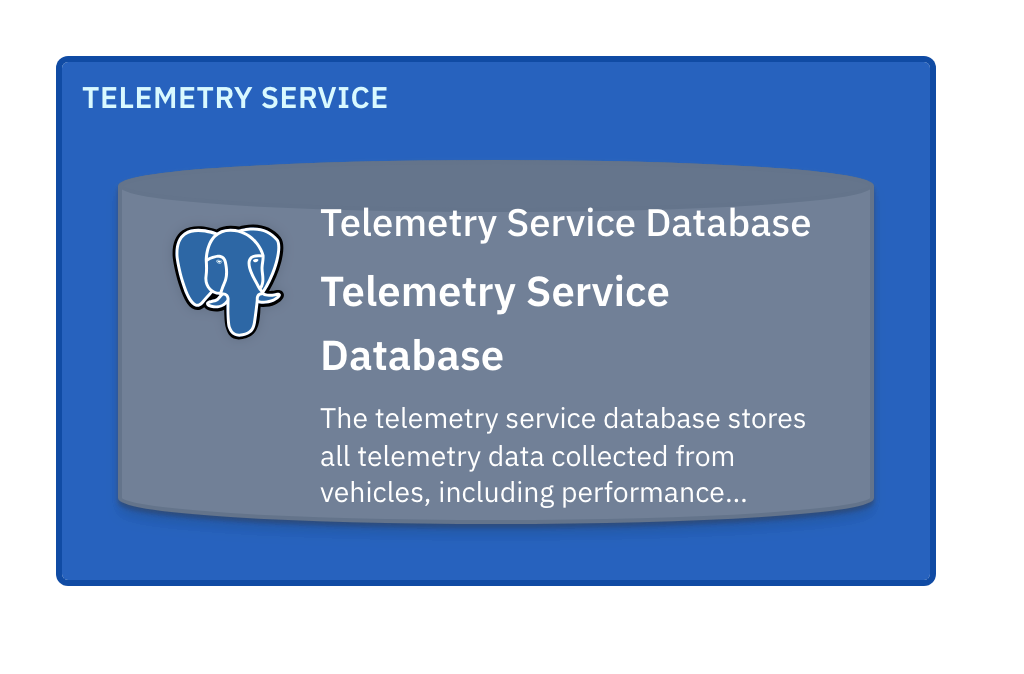 TELEMETRY SERVICE
Telemetry Service Database
Telemetry Service
Database
The telemetry service database stores
all telemetry data collected from
vehicles, including performance...